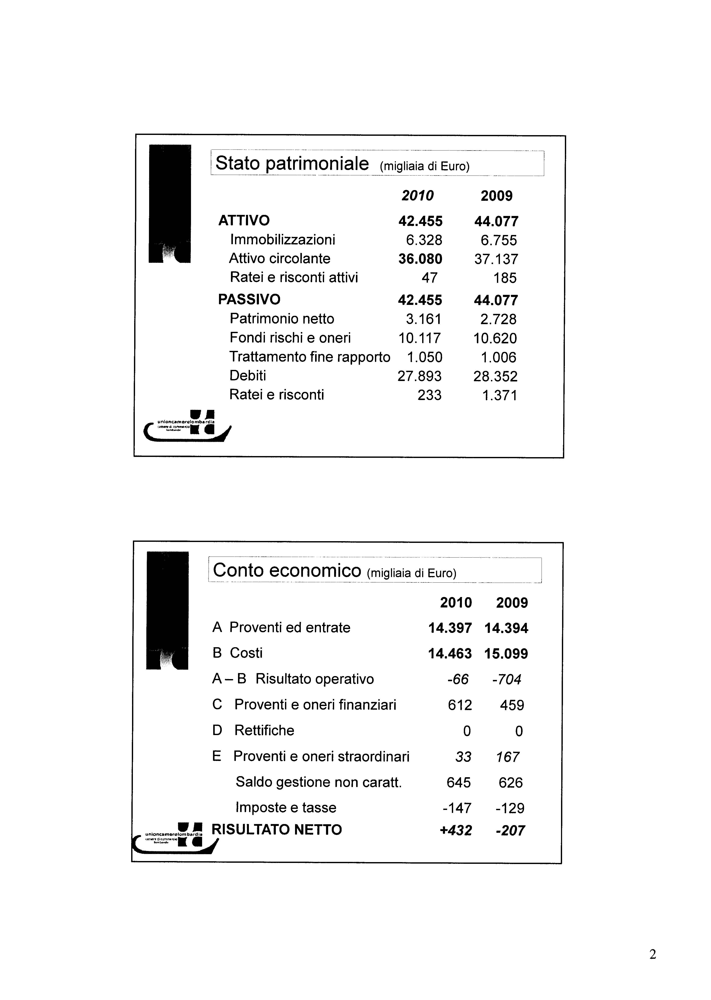 Stato patrimoniale (migliaia di Euro)
2010 2009
ATTIVO 42.455 44.077
Immobilizzazioni 6.328 6.755
Attivo circolante 36.080 37.137
Ratei e risconti attivi 47 185
PASSIVO 42.455 44.077
Patrimonio netto 3.161 2.728
Fondi rischi e oneri 10.117 10.620
Trattamento fine rapporto 1.050 1.006
Debiti 27.893 28.352
Ratei e risconti 233 1.371
unioncamerelombardia
camere di commercio
lombarde
Conto economico (migliaia di Euro)
2010 2009
A Proventi ed entrate 14.397 14.394
B Costi 14.463 15.099
A – B Risultato operativo -66 -704
C Proventi e oneri finanziari 612 459
D Rettifiche 0 0
E Proventi e oneri straordinari 33 167
Saldo gestione non caratt. 645 626
Imposte e tasse -147 -129
RISULTATO NETTO +432 -207
unioncamerelombardia
camere di commercio
lombarde
2